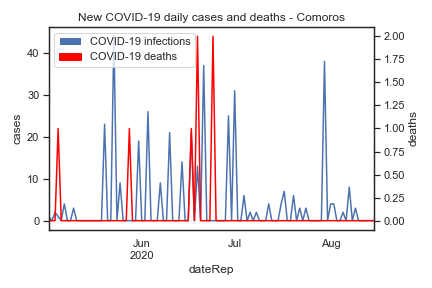 New COVID-19 daily cases and deaths - Comoros
COVID-19 infections
COVID-19 deaths
cases
40
30
20
10
0
deaths
2.00
1.75
1.50
1.25
1.00
0.75
0.50
0.25
0.00
Jun
2020
Jul
Aug
dateRep